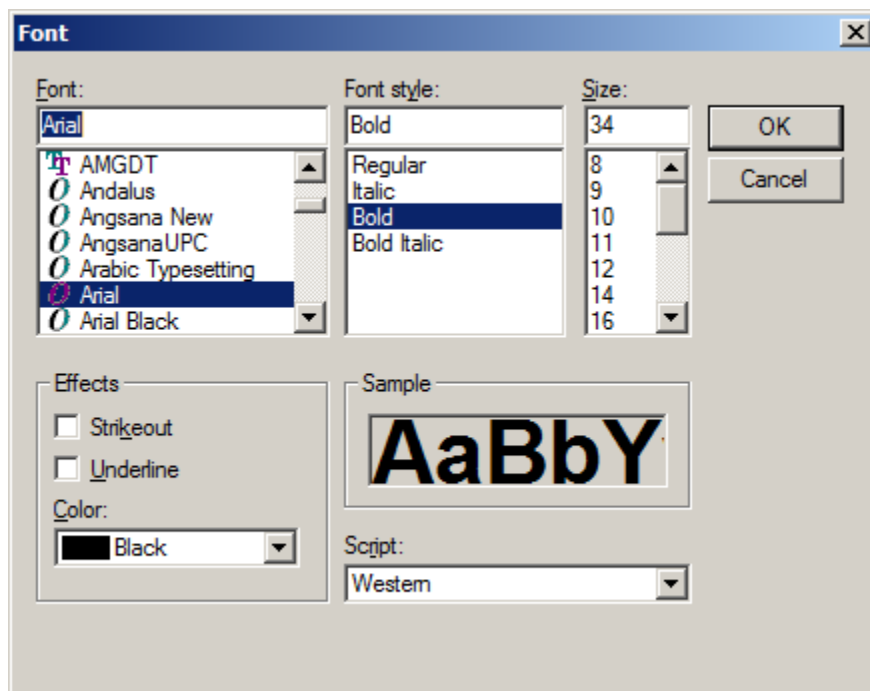 Font
Font:
Font style:
Size:
Arial
Bold
34
OK
Cancel
AMGDT
Andalus
Angsana New
AngsanaUPC
Arabic Typesetting
Arial
Arial Black
Regular
Italic
Bold
Bold Italic
8
9
10
11
12
14
16
Effects
Strikeout
Underline
Color:
Black
Sample
AaBbY
Script:
Western